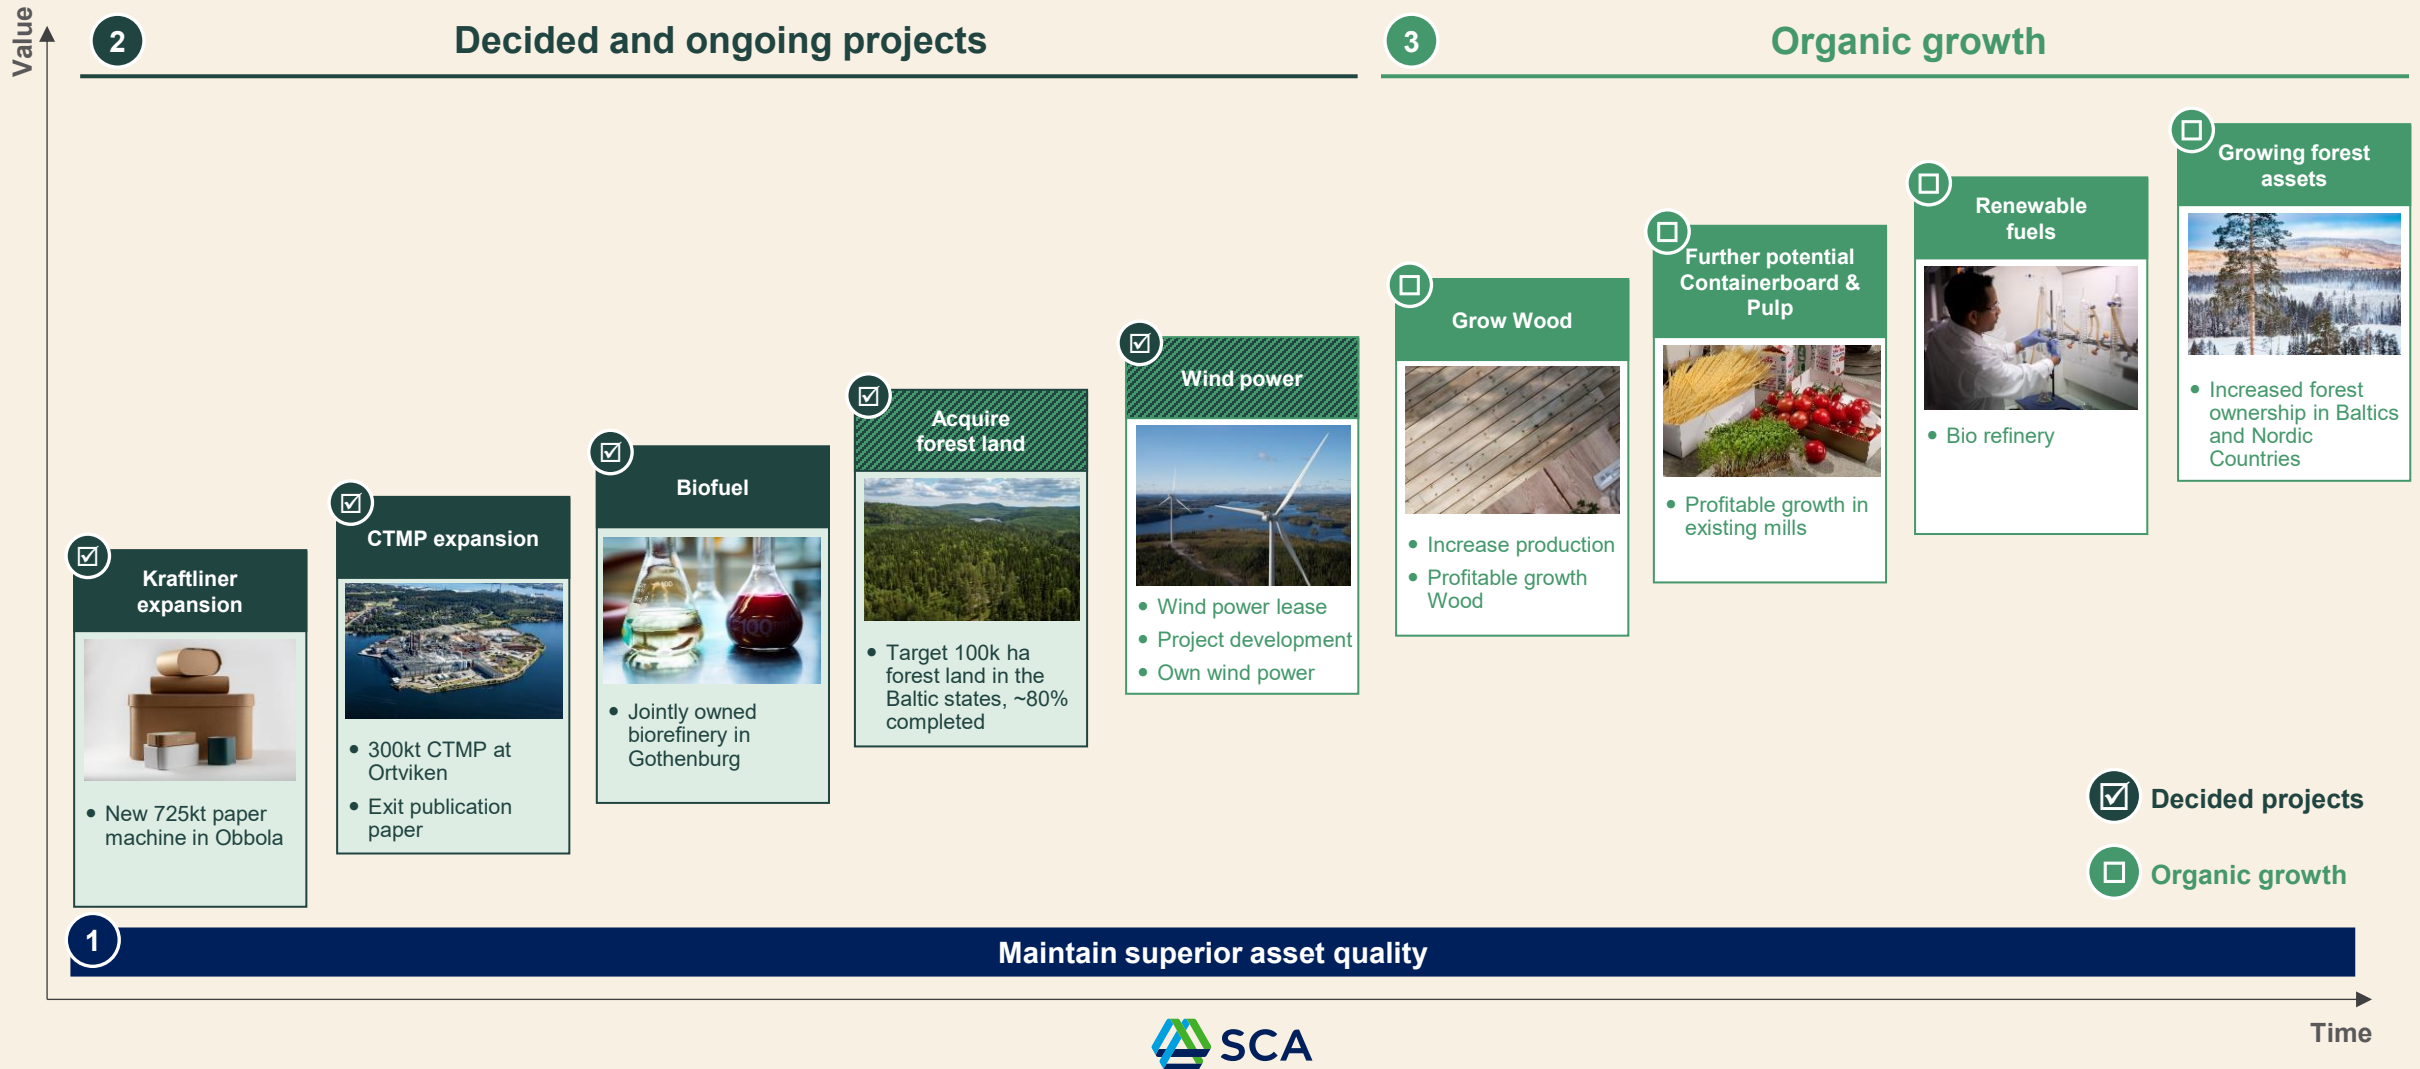 Value
2
Decided and ongoing projects
3
Organic growth
Kraftliner
expansion
• New 725kt paper
machine in Obbola
CTMP expansion
• 300kt CTMP at
Ortviken
• Exit publication
paper
Biofuel
• Jointly owned
biorefinery in
Gothenburg
Acquire
forest land
• Target 100k ha
forest land in the
Baltic states, ~80%
completed
Wind power
• Wind power lease
• Project development
• Own wind power
Grow Wood
• Increase production
• Profitable growth
Wood
Further potential
Containerboard &
Pulp
• Profitable growth in
existing mills
Renewable
fuels
• Bio refinery
Growing forest
assets
• Increased forest
ownership in Baltics
and Nordic
Countries
Decided projects
Organic growth
1
Maintain superior asset quality
Time
SCA